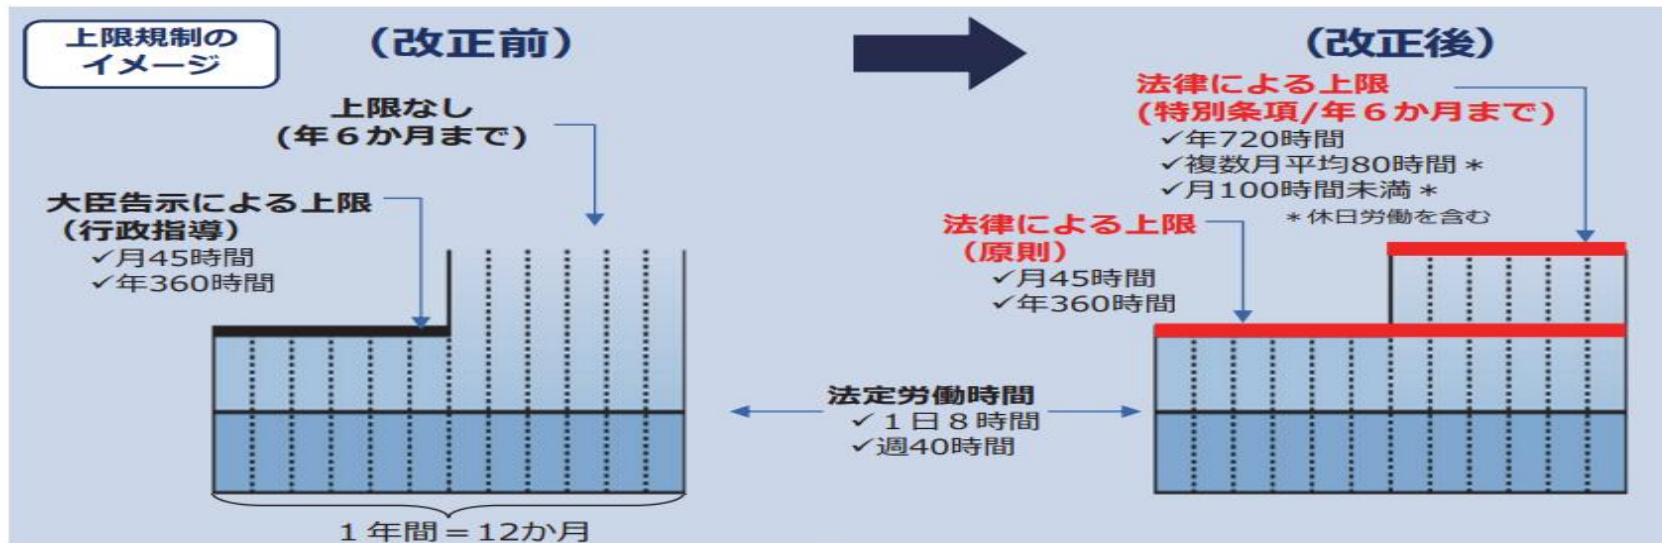 上限規制の
イメージ
（改正前）
（改正後）
上限なし
(年６か月まで)
大臣告示による上限
（行政指導）
✓月45時間
✓年360時間
法律による上限
(特別条項/年６か月まで)
✓年720時間
✓複数月平均80時間＊
✓月100時間未満＊
＊休日労働を含む
法律による上限
（原則）
✓月45時間
✓年360時間
法定労働時間
✓１日８時間
✓週40時間
１年間＝12か月